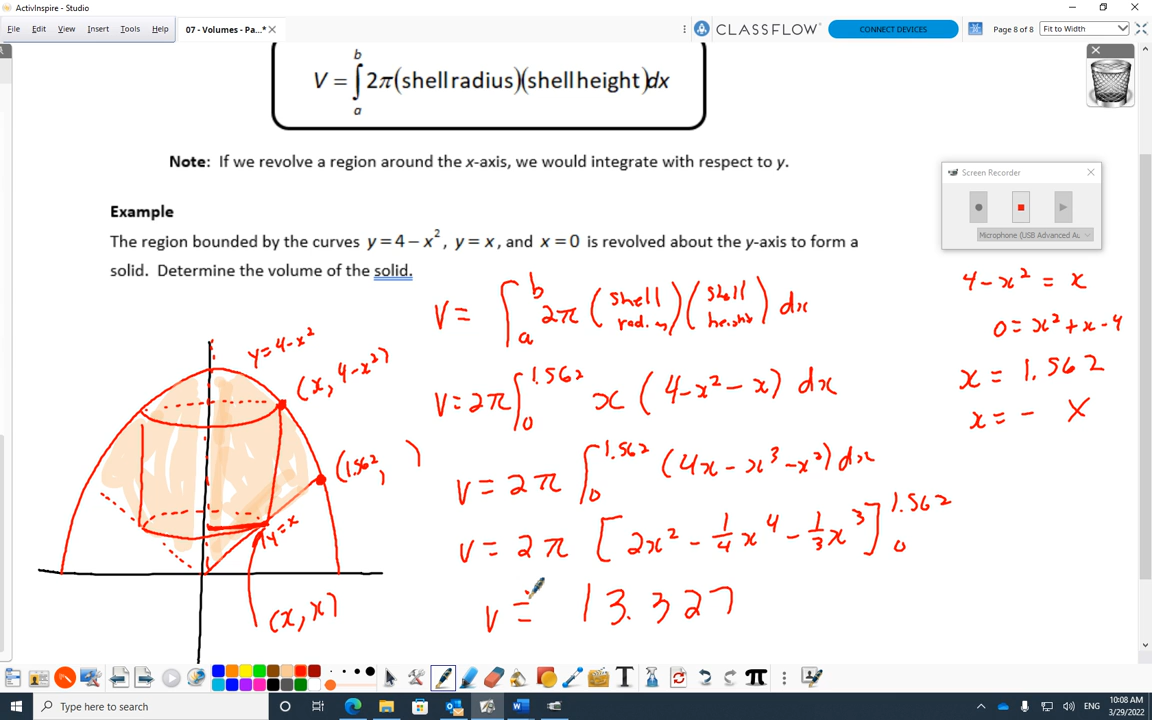 ActivInspire - Studio
File Edit View Insert Tools Help 07 - Volumes - Pa...* CLASSFLOW CONNECT DEVICES Page 8 of 8 Fit to Width
V = ∫ₐᵇ 2π(shell radius)(shell height)dx
Note: If we revolve a region around the x-axis, we would integrate with respect to y.
Screen Recorder
Microphone (USB Advanced Au
Example
The region bounded by the curves y = 4 − x², y = x, and x = 0 is revolved about the y-axis to form a
solid. Determine the volume of the solid.
V = ∫ₐᵇ 2π (shell radius) (shell height) dx
V = 2π ∫₀^1.562 x (4 − x² − x) dx
V = 2π ∫₀^1.562 (4x − x³ − x²) dx
V = 2π [2x² − 1/4 x⁴ − 1/3 x³]₀^1.562
V = 13.327
4 − x² = x
0 = x² + x − 4
x = 1.562
x = − X
y = 4 − x²
(x, 4 − x²)
(1.562, )
y = x
(x, x)
Type here to search
ENG
10:08 AM
3/29/2022